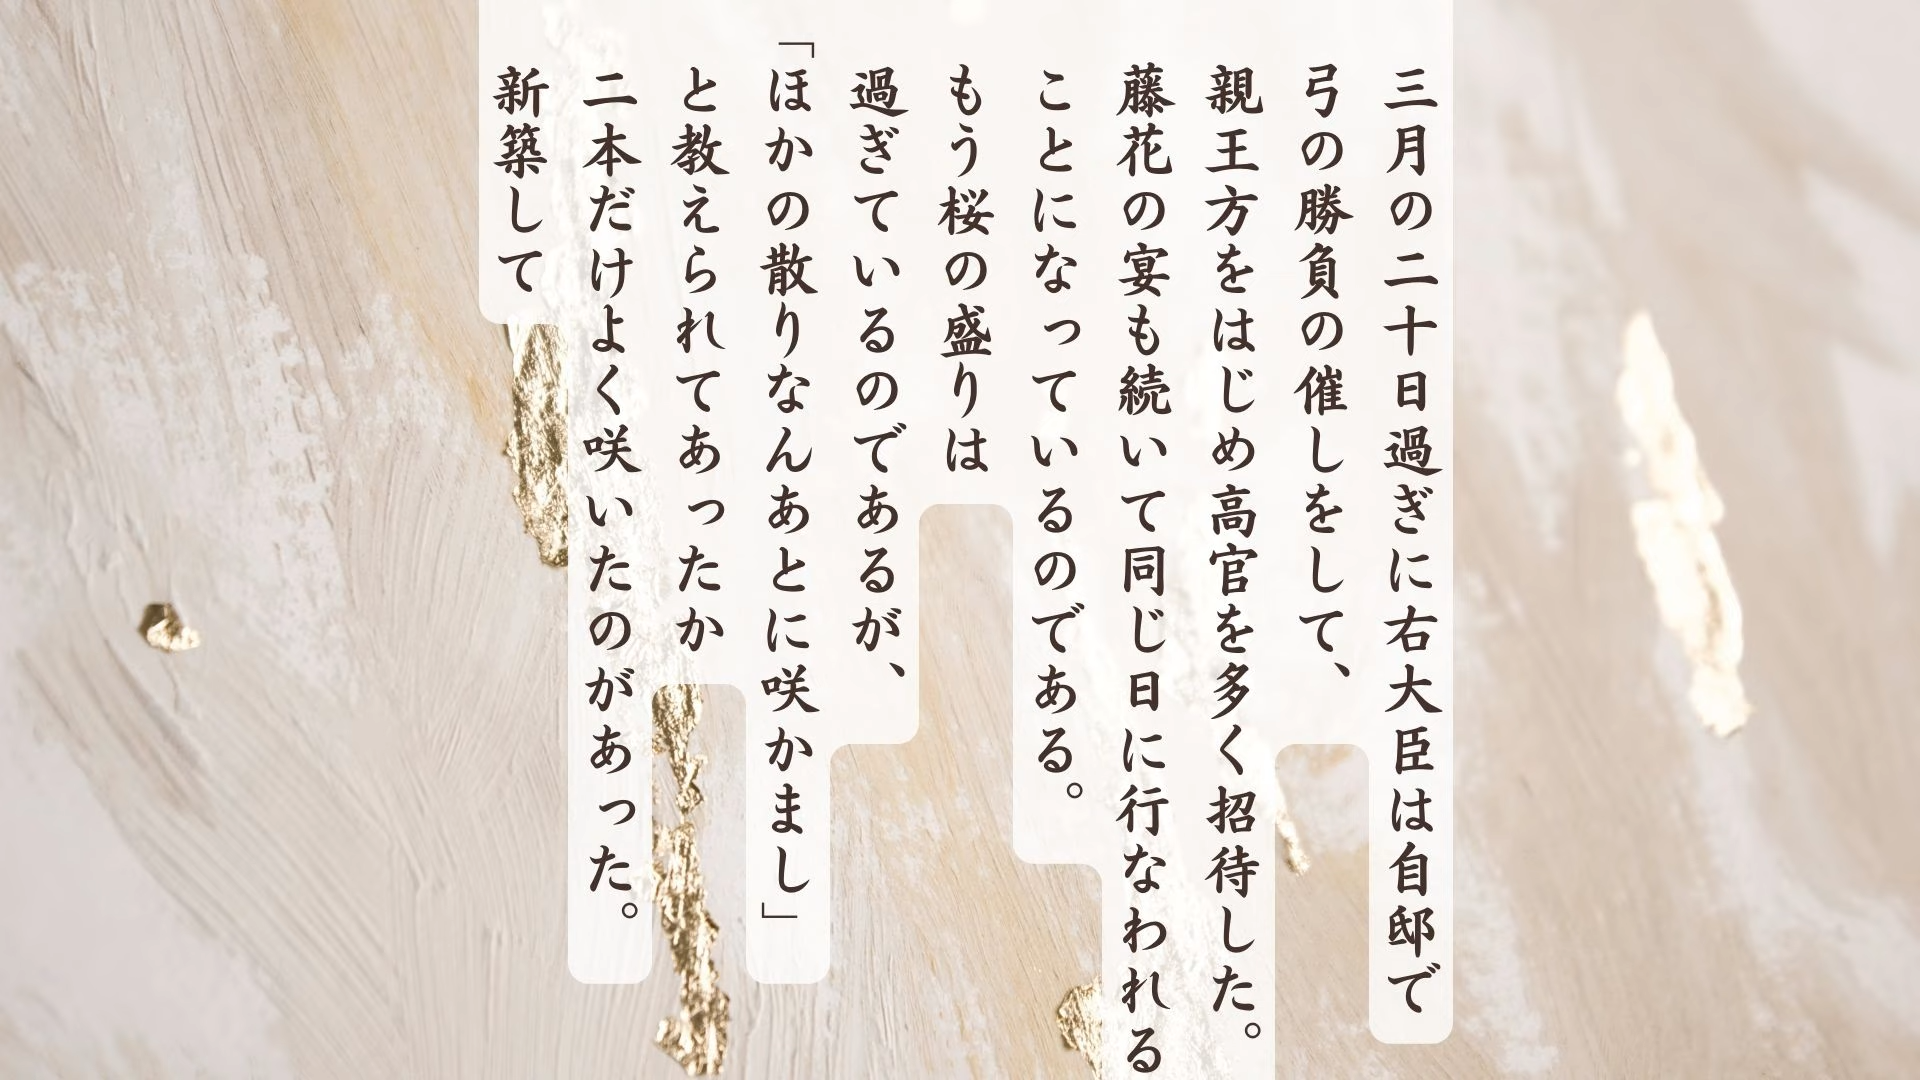 三月の二十日過ぎに右大臣は自邸で
弓の勝負の催しをして、
親王方をはじめ高官を多く招待した。
藤花の宴も続いて同じ日に行なわれる
ことになっているのである。
もう桜の盛りは
過ぎているのであるが、
「ほかの散りなんあとに咲かまし」
と教えられてあったか
二本だけよく咲いたのがあった。
新築して